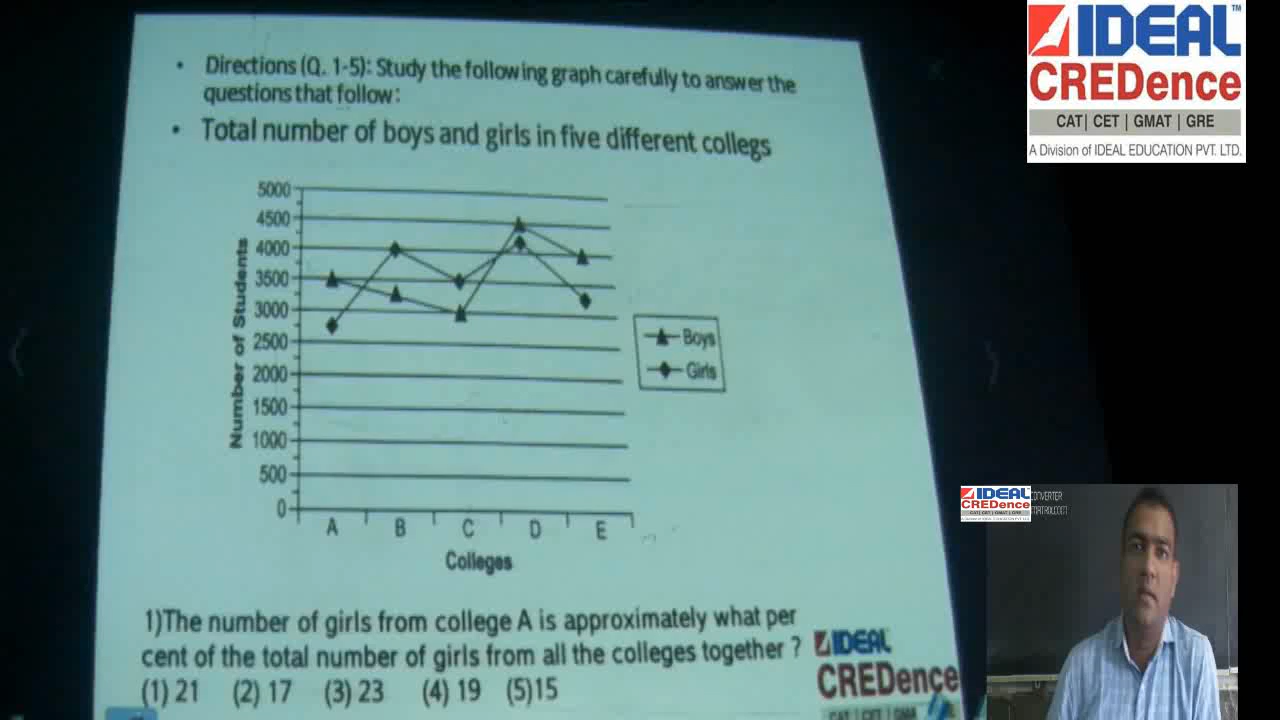 • Directions (Q. 1-5): Study the following graph carefully to answer the
questions that follow:
• Total number of boys and girls in five different collegs
5000
4500
4000
3500
3000
2500
2000
1500
1000
500
0
Number of Students
A B C D E
Colleges
Boys
Girls
1)The number of girls from college A is approximately what per
cent of the total number of girls from all the colleges together ?
(1) 21 (2) 17 (3) 23 (4) 19 (5)15
IDEAL
CREDence
CAT | CET | GMA
IDEAL™
CREDence
CAT| CET | GMAT | GRE
A Division of IDEAL EDUCATION PVT. LTD.
IDEAL
CREDence